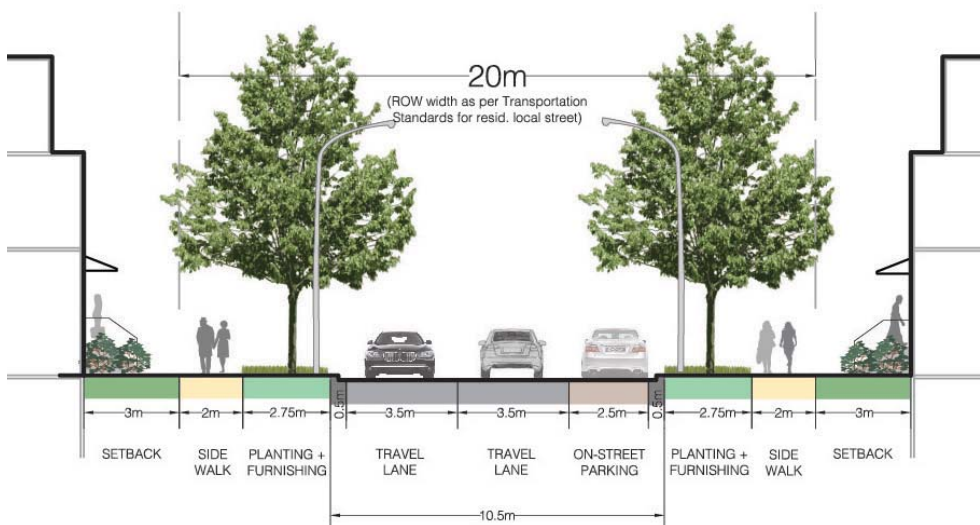 20m
(ROW width as per Transportation
Standards for resid. local street)
3m
2m
2.75m
0.5m
3.5m
3.5m
2.5m
0.5m
2.75m
2m
3m
SETBACK
SIDE
WALK
PLANTING +
FURNISHING
TRAVEL
LANE
TRAVEL
LANE
ON-STREET
PARKING
PLANTING +
FURNISHING
SIDE
WALK
SETBACK
10.5m